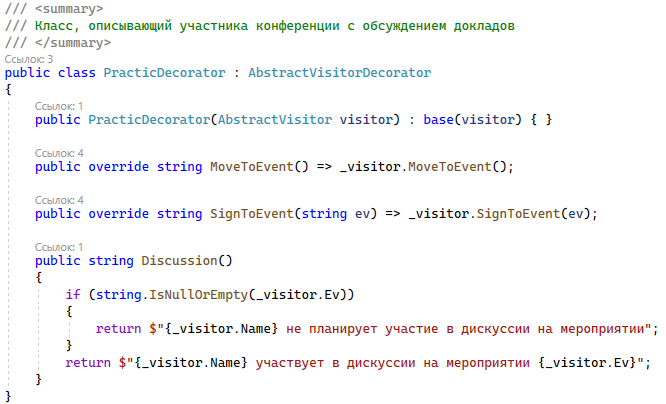 /// <summary>
/// Класс, описывающий участника конференции с обсуждением докладов
/// </summary>
Ссылок: 3
public class PracticDecorator : AbstractVisitorDecorator
{
Ссылок: 1
public PracticDecorator(AbstractVisitor visitor) : base(visitor) { }
Ссылок: 4
public override string MoveToEvent() => _visitor.MoveToEvent();
Ссылок: 4
public override string SignToEvent(string ev) => _visitor.SignToEvent(ev);
Ссылок: 1
public string Discussion()
{
if (string.IsNullOrEmpty(_visitor.Ev))
{
return $"{_visitor.Name} не планирует участие в дискуссии на мероприятии";
}
return $"{_visitor.Name} участвует в дискуссии на мероприятии {_visitor.Ev}";
}
}